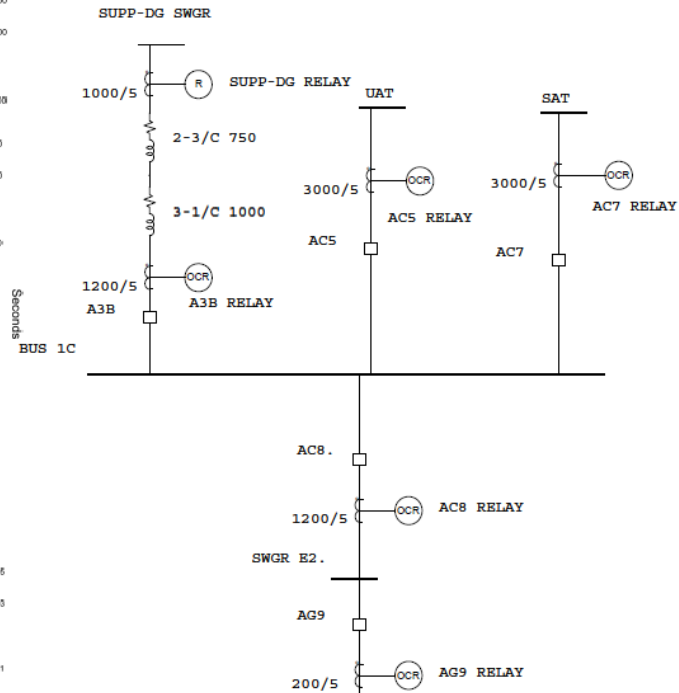 SUPP-DG SWGR
1000/5
R
SUPP-DG RELAY
UAT
SAT
2-3/C 750
3000/5
OCR
AC5 RELAY
3000/5
OCR
AC7 RELAY
3-1/C 1000
AC5
AC7
1200/5
OCR
A3B RELAY
A3B
Seconds
BUS 1C
AC8.
1200/5
OCR
AC8 RELAY
SWGR E2.
AG9
200/5
OCR
AG9 RELAY